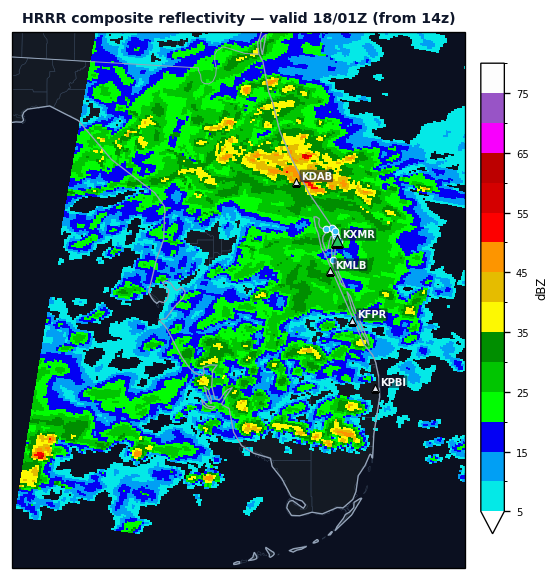 HRRR composite reflectivity — valid 18/01Z (from 14z)
KDAB
KXMR
KMLB
KFPR
KPBI
75
65
55
45
35
25
15
5
dBZ